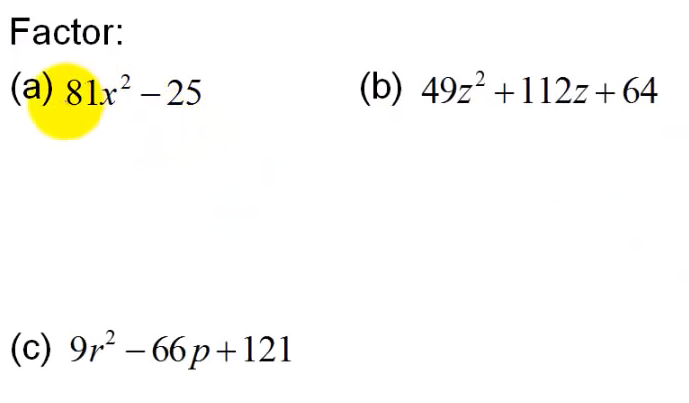 Factor:
(a) 81x² – 25 (b) 49z² + 112z + 64
(c) 9r² – 66p + 121